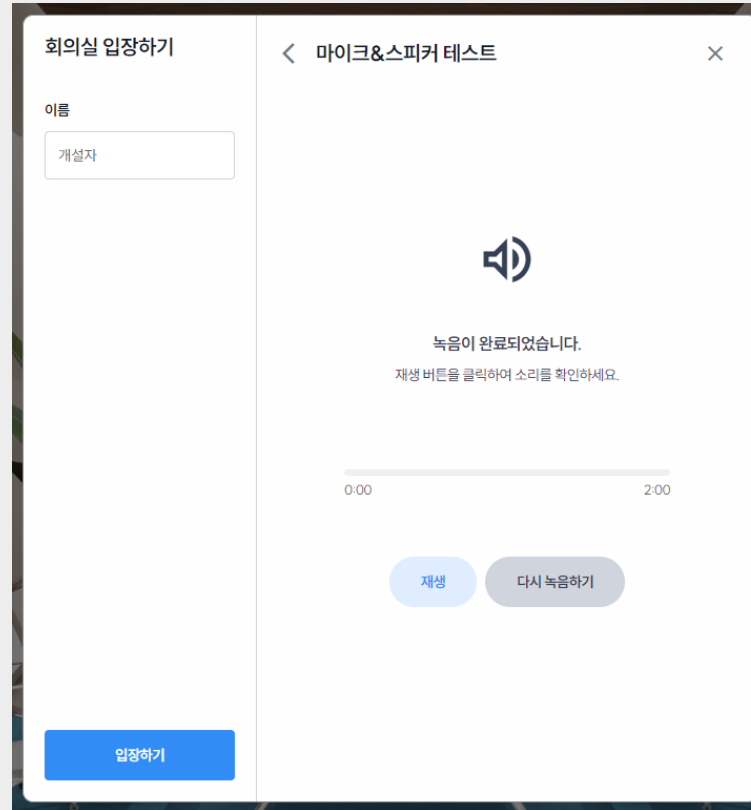 회의실 입장하기
이름
개설자
입장하기
마이크&스피커 테스트
녹음이 완료되었습니다.
재생 버튼을 클릭하여 소리를 확인하세요.
0:00 2:00
재생 다시 녹음하기